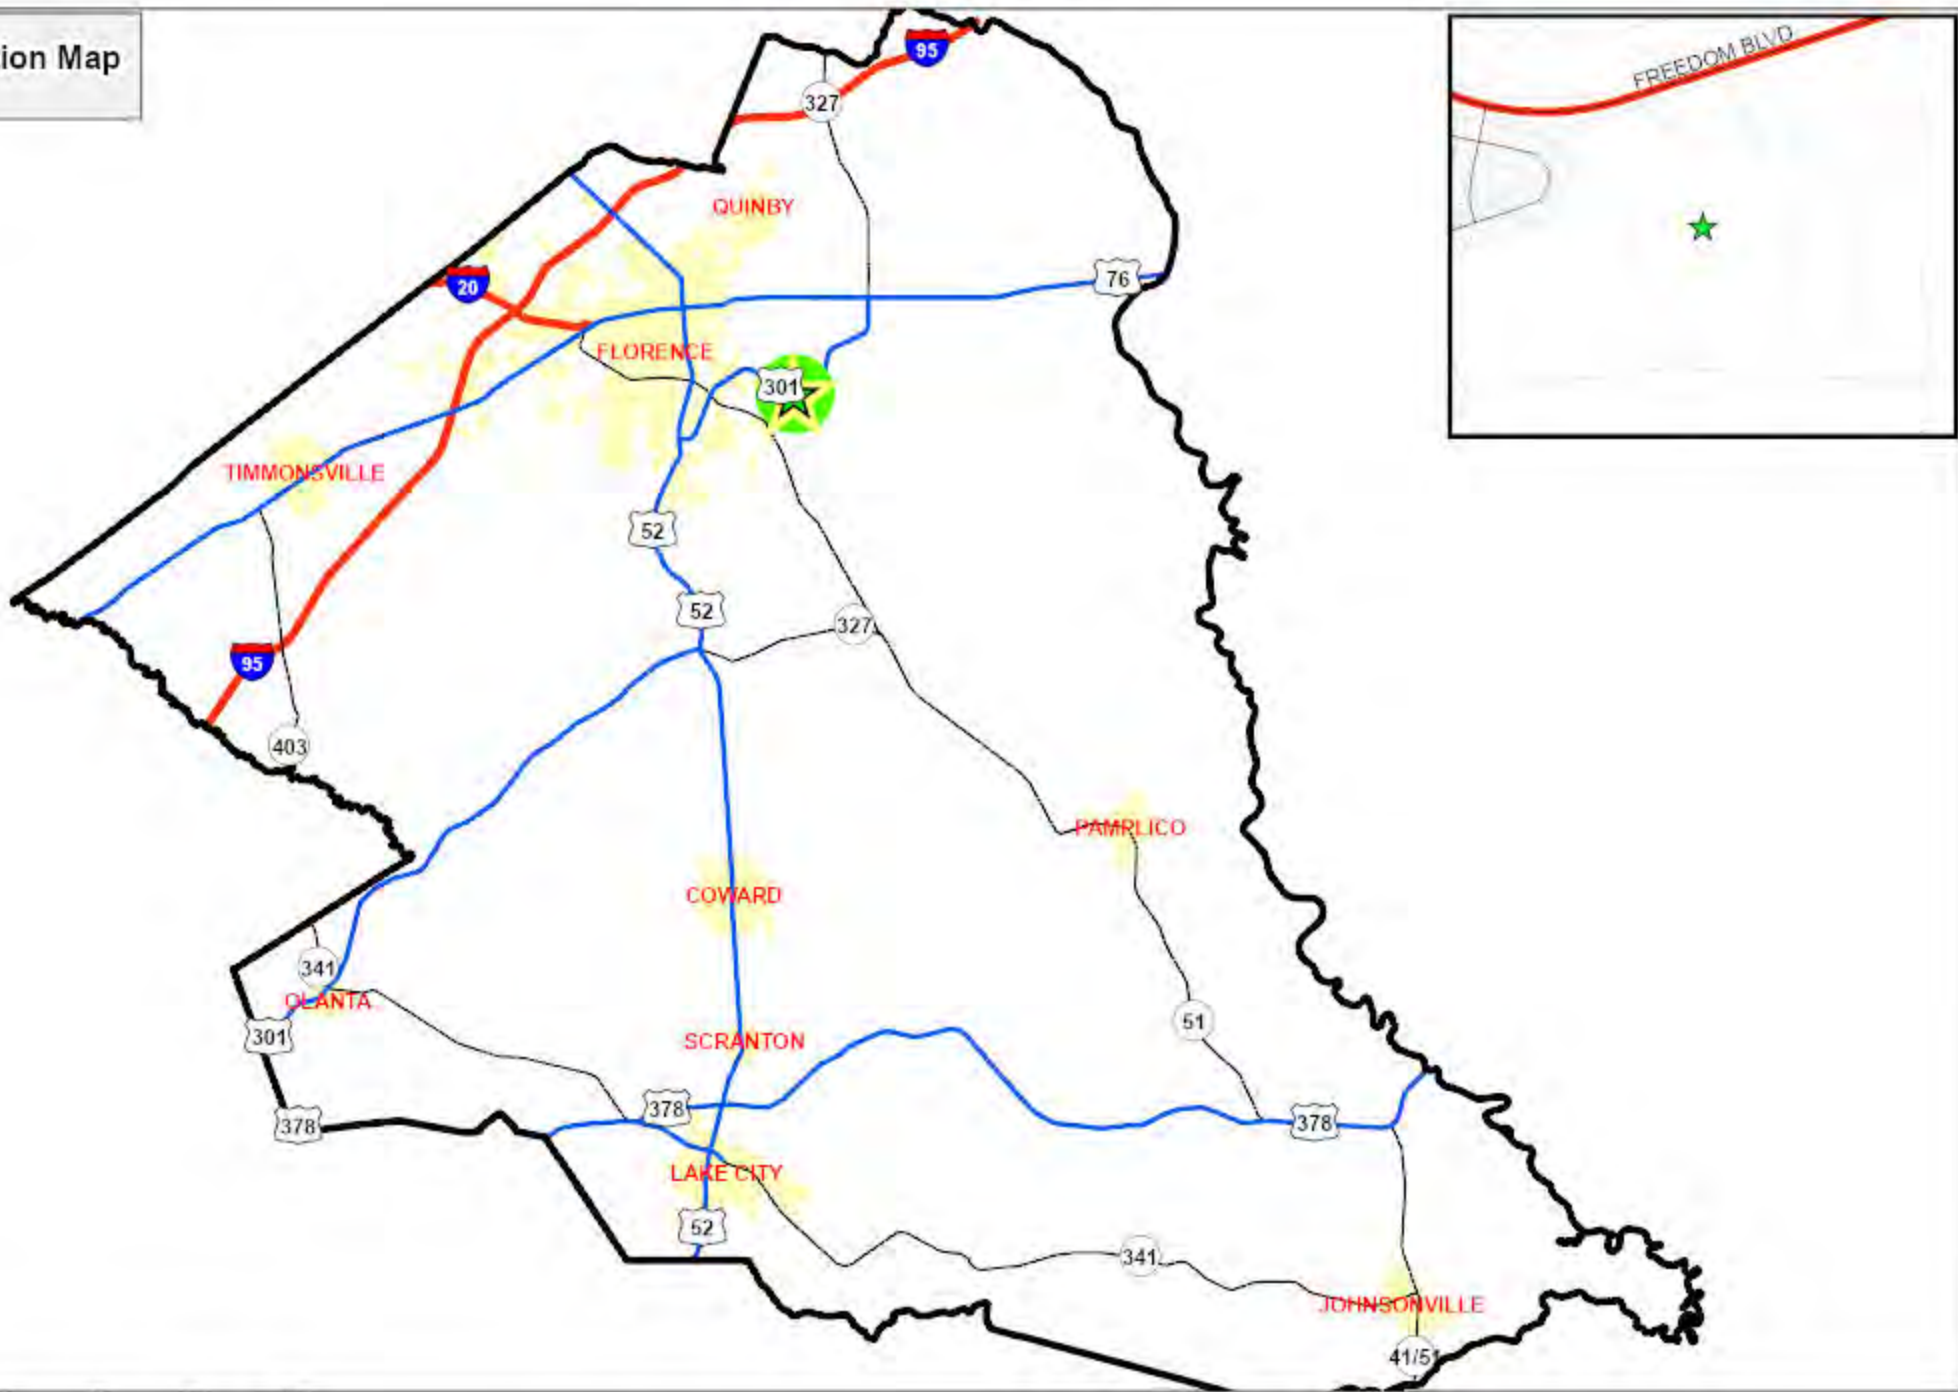 ion Map
95
FREEDOM BLVD
327
QUINBY
20
76
FLORENCE
301
TIMMONSVILLE
52
52
327
95
403
PAMPLICO
COWARD
341
OLANTA
51
301
SCRANTON
378
378
378
LAKE CITY
52
341
JOHNSONVILLE
41/51